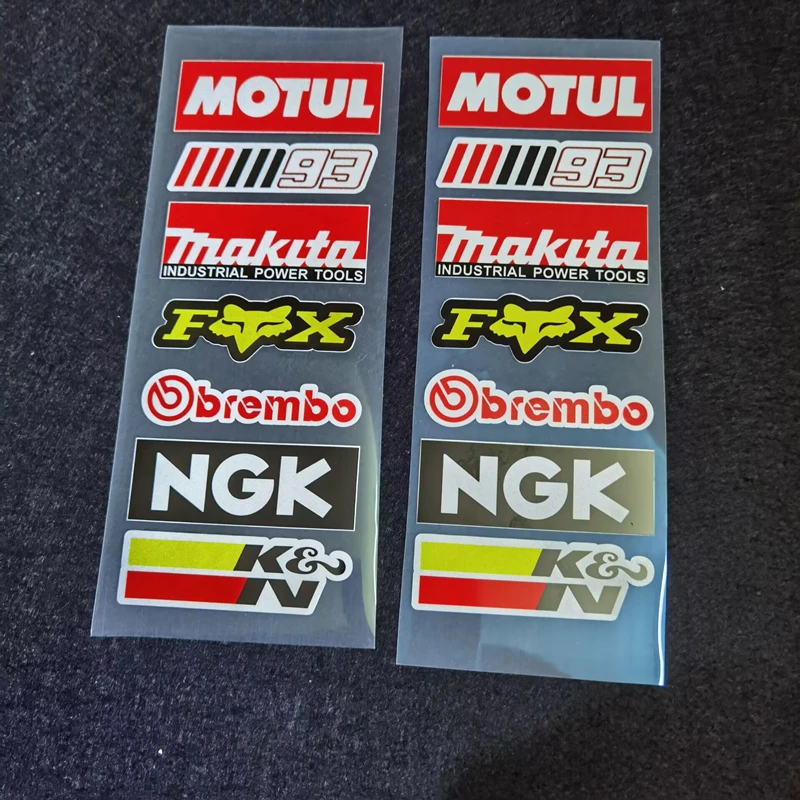 MOTUL
93
makita
INDUSTRIAL POWER TOOLS
FOX
brembo
NGK
K&N
MOTUL
93
makita
INDUSTRIAL POWER TOOLS
FOX
brembo
NGK
K&N